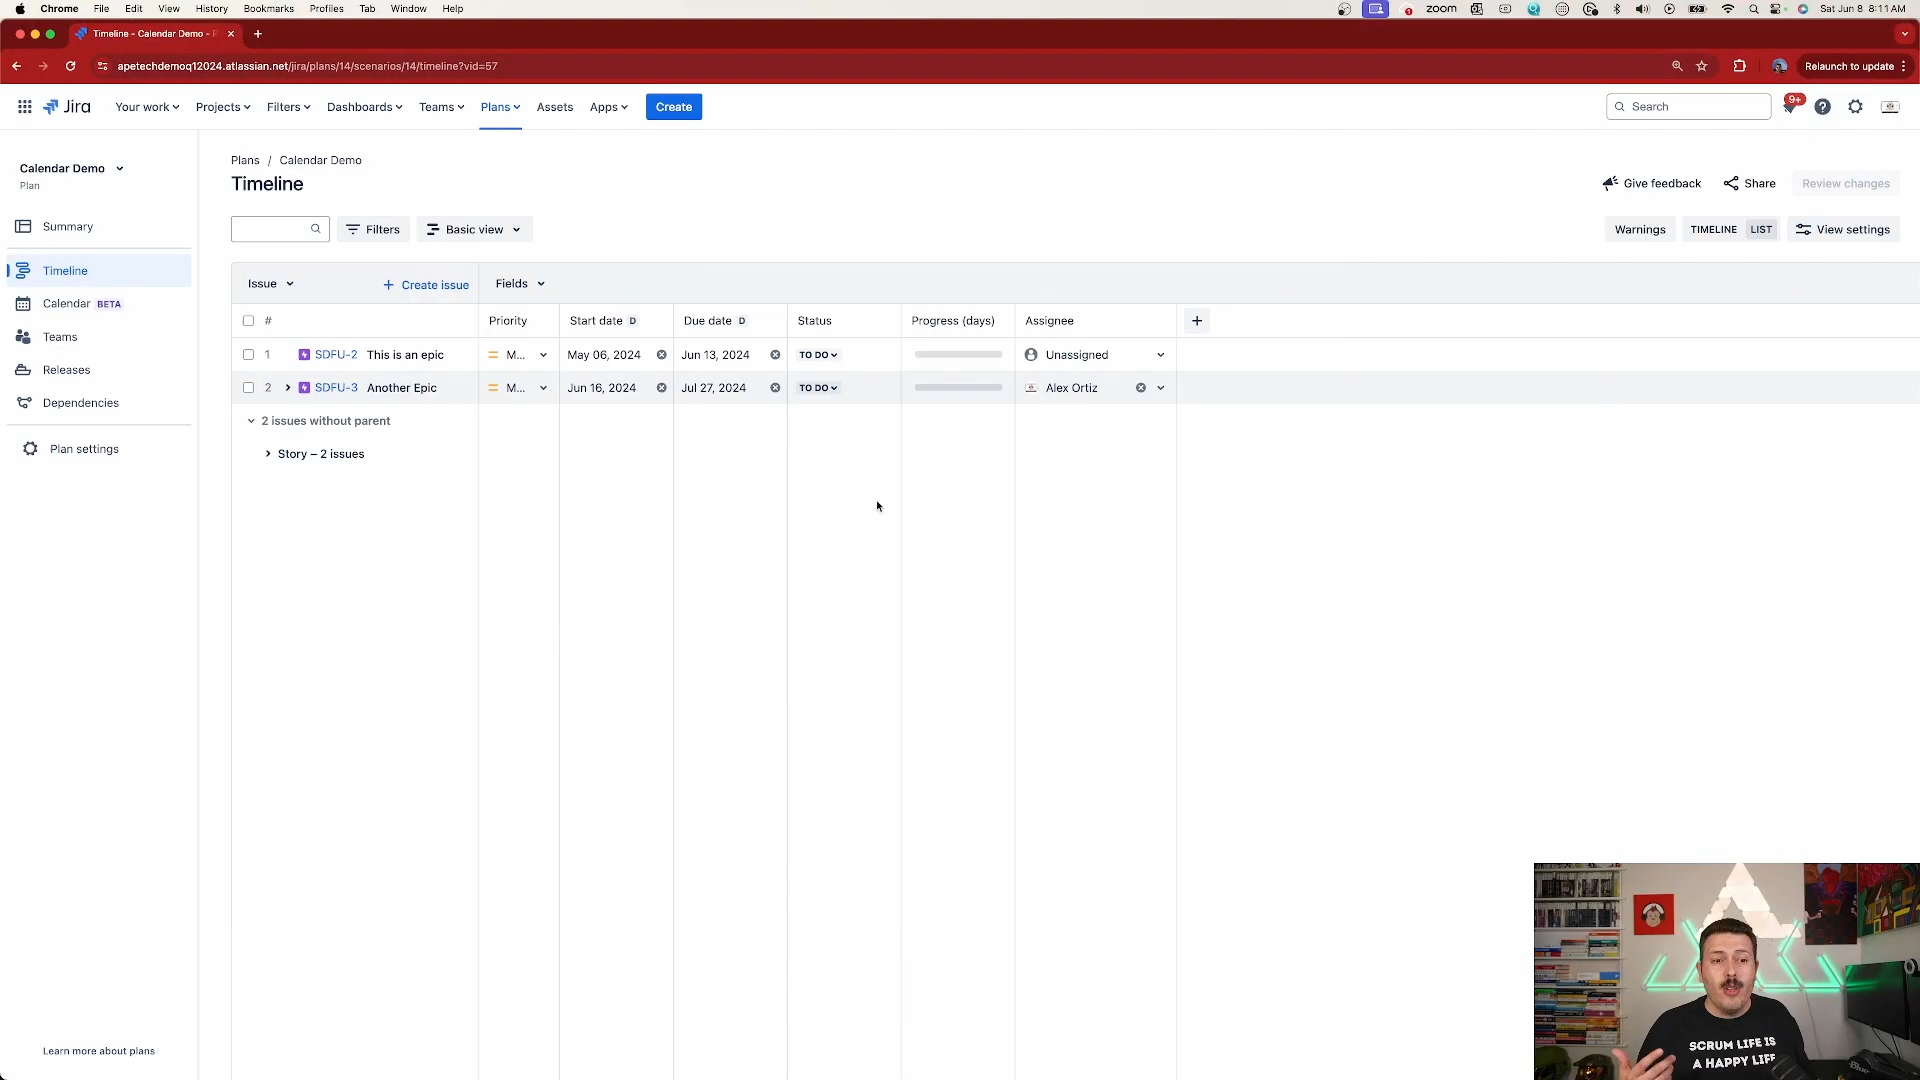 Chrome File Edit View History Bookmarks Profiles Tab Window Help
zoom
Sat Jun 8 8:11 AM
Timeline - Calendar Demo - P
apetechdemoq12024.atlassian.net/jira/plans/14/scenarios/14/timeline?vid=57
Relaunch to update
Jira
Your work Projects Filters Dashboards Teams Plans Assets Apps Create
Search
9+
Calendar Demo
Plan
Summary
Timeline
Calendar BETA
Teams
Releases
Dependencies
Plan settings
Learn more about plans
Plans / Calendar Demo
Timeline
Give feedback Share Review changes
Filters Basic view
Warnings TIMELINE LIST View settings
Issue + Create issue Fields
# Priority Start date D Due date D Status Progress (days) Assignee +
1 SDFU-2 This is an epic M... May 06, 2024 Jun 13, 2024 TO DO Unassigned
2 SDFU-3 Another Epic M... Jun 16, 2024 Jul 27, 2024 TO DO Alex Ortiz
2 issues without parent
Story – 2 issues
SCRUM LIFE IS
A HAPPY LIFE